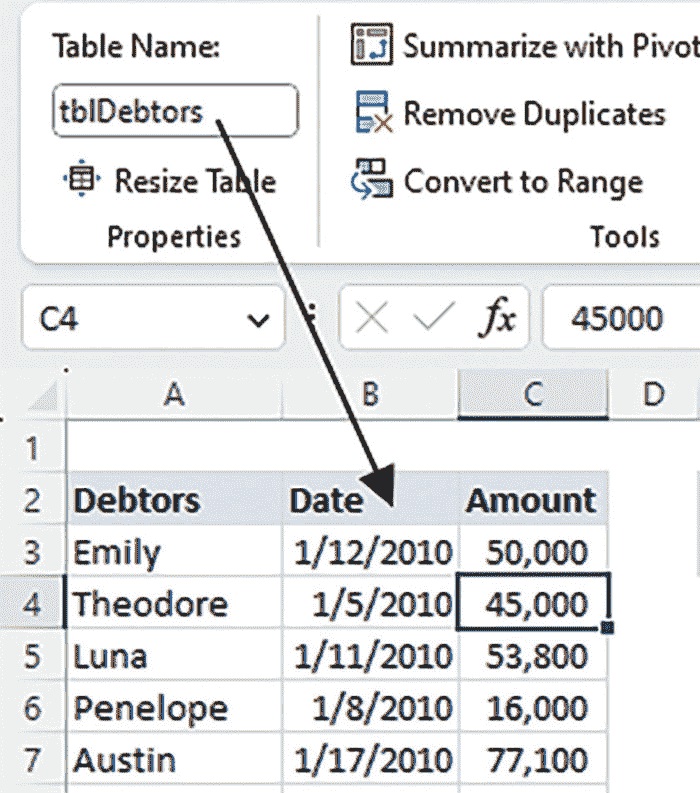 Table Name:
Summarize with Pivot
tblDebtors
Remove Duplicates
Resize Table
Convert to Range
Properties
Tools
C4
fx
45000
A B C D
1
2 Debtors Date Amount
3 Emily 1/12/2010 50,000
4 Theodore 1/5/2010 45,000
5 Luna 1/11/2010 53,800
6 Penelope 1/8/2010 16,000
7 Austin 1/17/2010 77,100